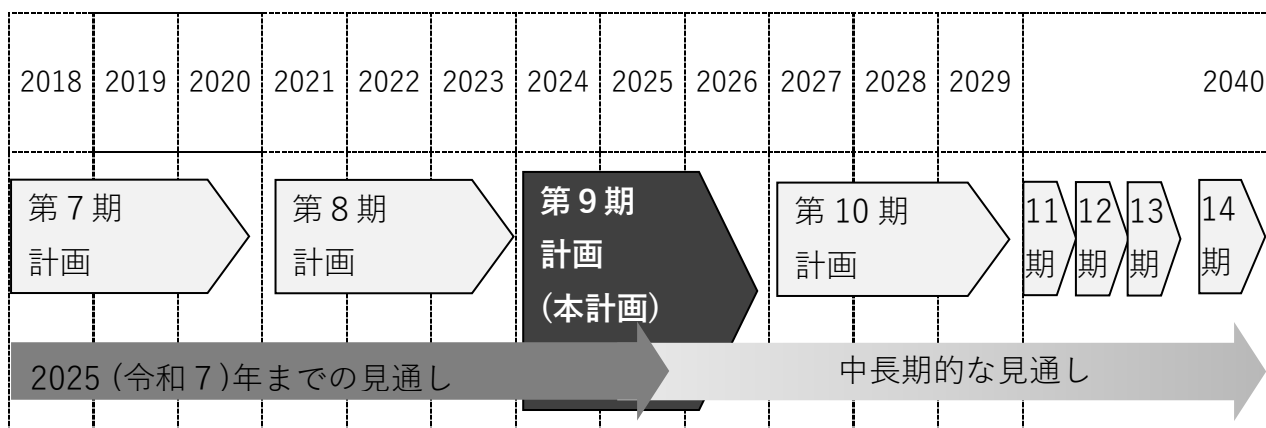 2018 2019 2020 2021 2022 2023 2024 2025 2026 2027 2028 2029 2040
第７期
計画
第８期
計画
第９期
計画
(本計画)
第 10 期
計画
11
期
12
期
13
期
14
期
2025 (令和７)年までの見通し
中長期的な見通し